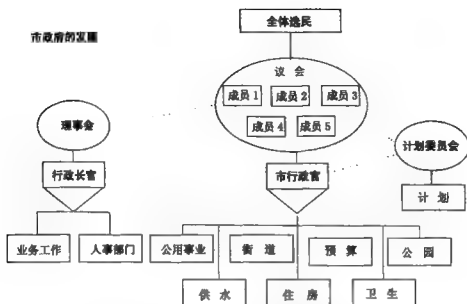 市政府的发展
全体选民
议会
成员1 成员2 成员3
成员4 成员5
理事会
计划委员会
行政长官
市行政官
计划
业务工作 人事部门 公用事业 街道 预算 公园
供水 住房 卫生